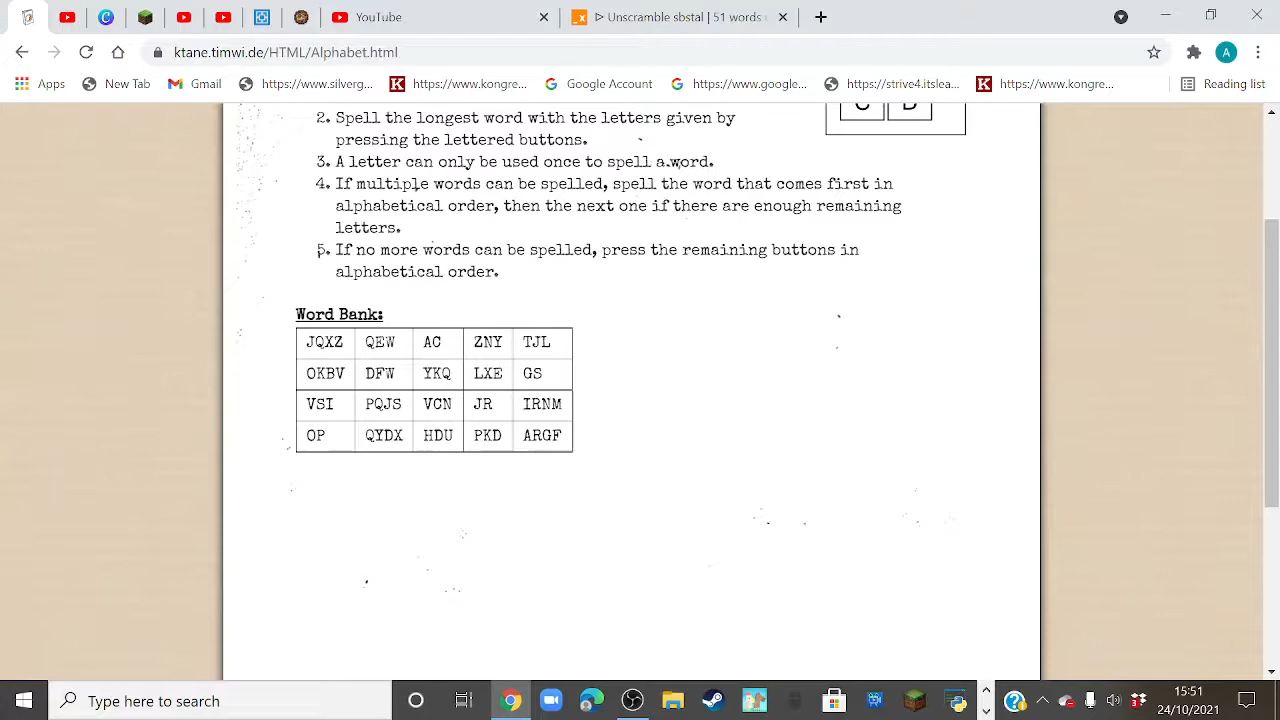 YouTube
Unscramble sbstal | 51 words
ktane.timwi.de/HTML/Alphabet.html
A
Apps
New Tab
Gmail
https://www.silverg...
https://www.kongre...
Google Account
https://www.google...
https://strive4.itslea...
https://www.kongre...
Reading list
2. Spell the longest word with the letters given by
pressing the lettered buttons.
3. A letter can only be used once to spell a word.
4. If multiple words can be spelled, spell the word that comes first in
alphabetical order, then the next one if there are enough remaining
letters.
5. If no more words can be spelled, press the remaining buttons in
alphabetical order.
Word Bank:
JQXZ QEW AC ZNY TJL
OKBV DFW YKQ LXE GS
VSI PQJS VCN JR IRNM
OP QYDX HDU PKD ARGF
Type here to search
15:51
24/10/2021